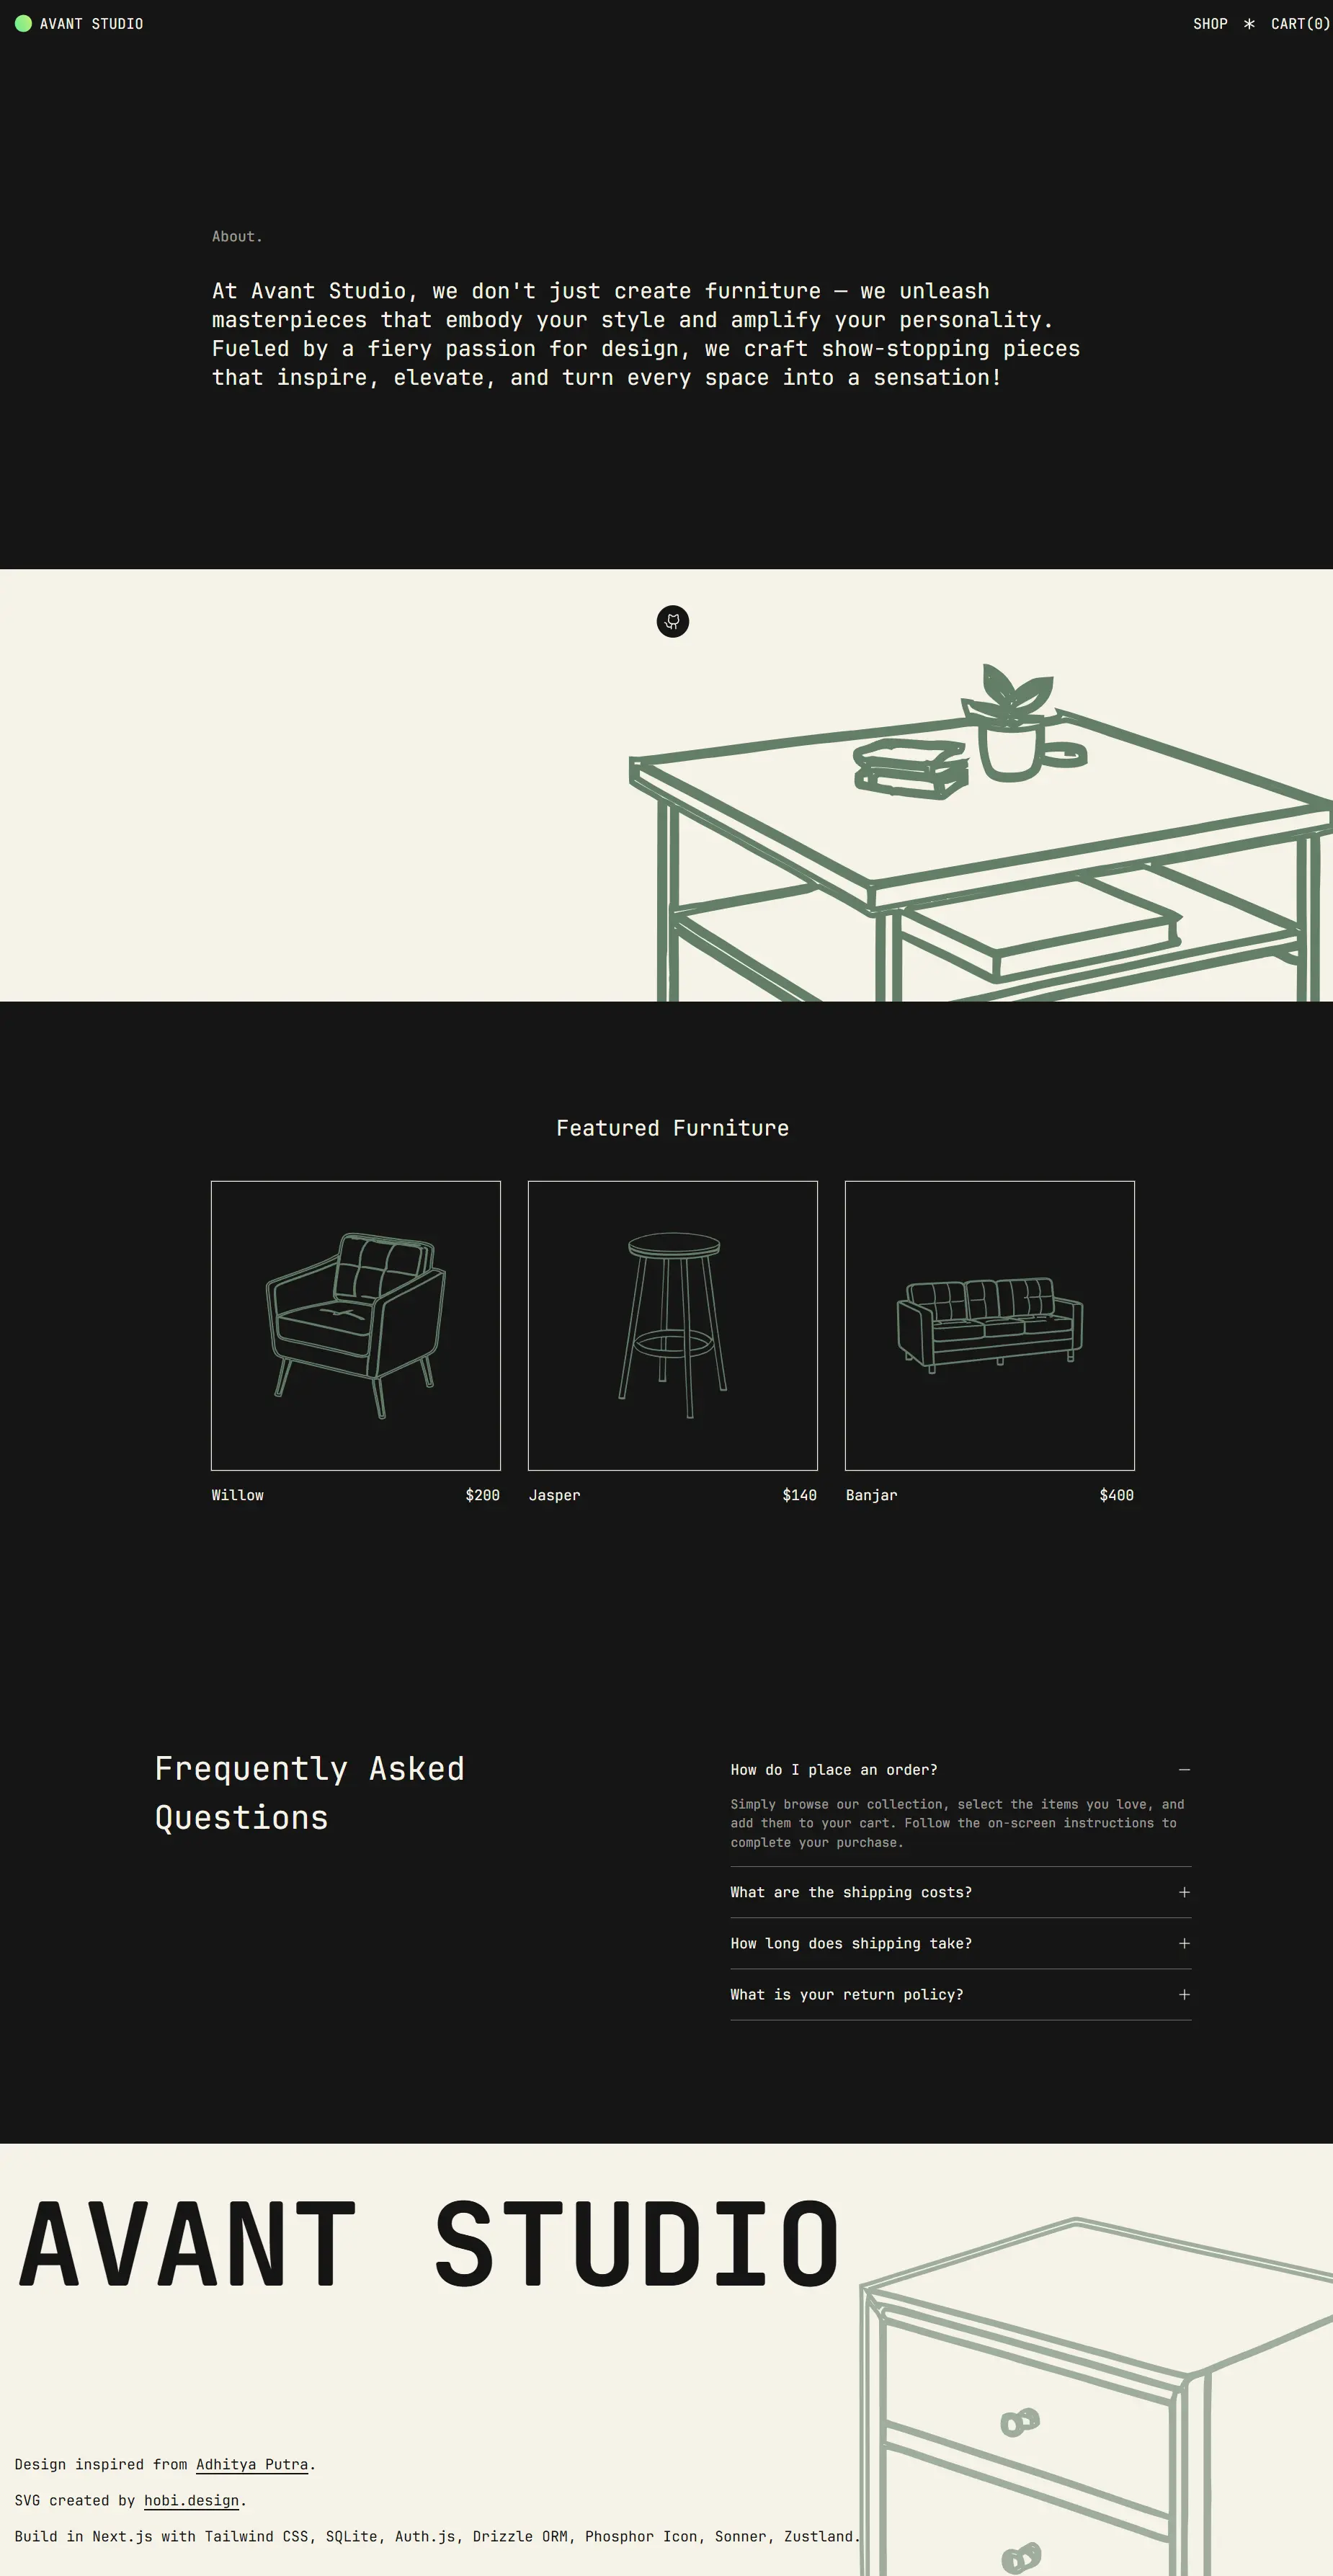 AVANT STUDIO
SHOP * CART(0)
About.
At Avant Studio, we don't just create furniture — we unleash
masterpieces that embody your style and amplify your personality.
Fueled by a fiery passion for design, we craft show-stopping pieces
that inspire, elevate, and turn every space into a sensation!
Featured Furniture
Willow $200
Jasper $140
Banjar $400
Frequently Asked
Questions
How do I place an order?
Simply browse our collection, select the items you love, and
add them to your cart. Follow the on-screen instructions to
complete your purchase.
What are the shipping costs?
How long does shipping take?
What is your return policy?
AVANT STUDIO
Design inspired from Adhitya Putra.
SVG created by hobi.design.
Build in Next.js with Tailwind CSS, SQLite, Auth.js, Drizzle ORM, Phosphor Icon, Sonner, Zustland.